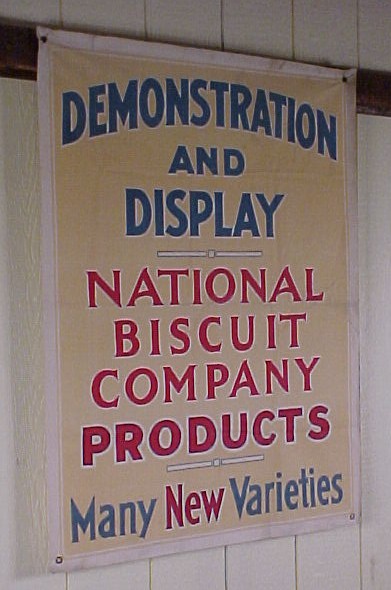 DEMONSTRATION
AND
DISPLAY
NATIONAL
BISCUIT
COMPANY
PRODUCTS
Many New Varieties